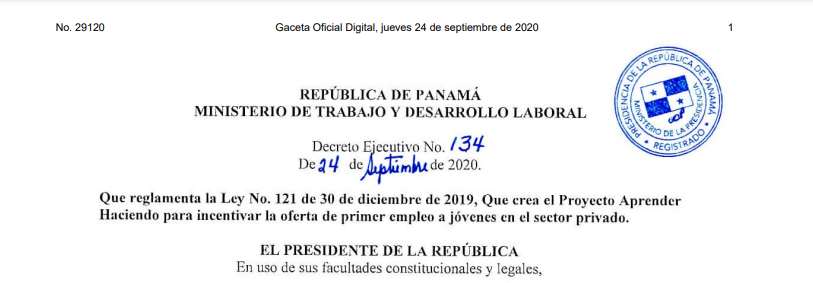 No. 29120 Gaceta Oficial Digital, jueves 24 de septiembre de 2020 1
REPÚBLICA DE PANAMÁ
MINISTERIO DE TRABAJO Y DESARROLLO LABORAL
PRESIDENCIA DE LA REPÚBLICA DE PANAMÁ
MINISTERIO DE LA PRESIDENCIA
REGISTRADO
Decreto Ejecutivo No. 134
De 24 de Septiembre de 2020.
Que reglamenta la Ley No. 121 de 30 de diciembre de 2019, Que crea el Proyecto Aprender
Haciendo para incentivar la oferta de primer empleo a jóvenes en el sector privado.
EL PRESIDENTE DE LA REPÚBLICA
En uso de sus facultades constitucionales y legales,